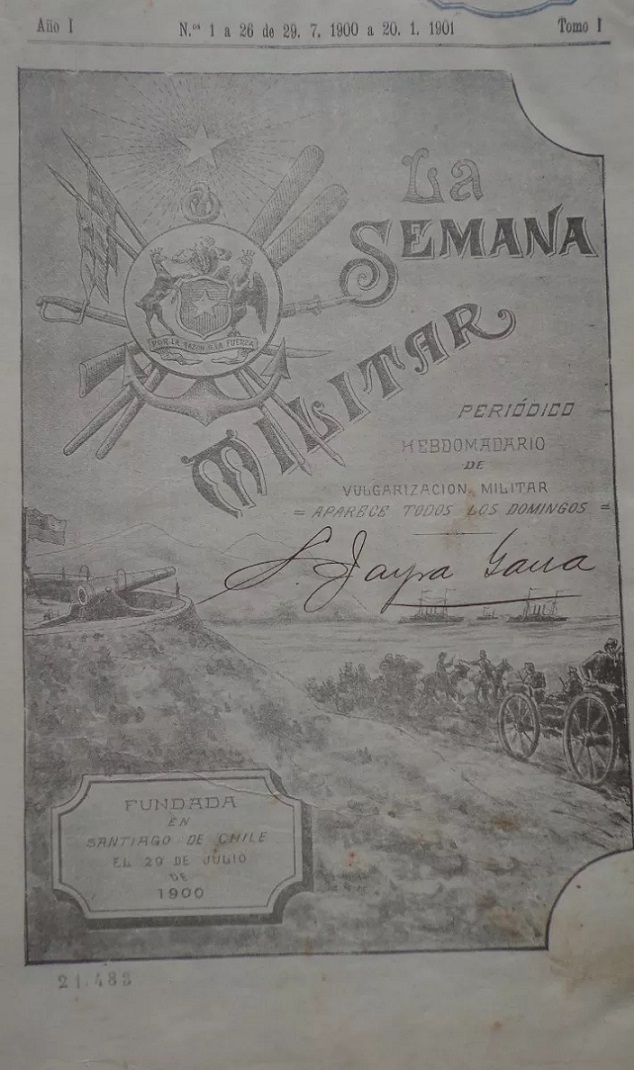 Año I
N.os 1 a 26 de 29. 7. 1900 a 20. 1. 1901
Tomo I
La
SEMANA
MILITAR
POR LA RAZON O LA FUERZA
PERIÓDICO
HEBDOMADARIO
DE
VULGARIZACION MILITAR
= APARECE TODOS LOS DOMINGOS =
FUNDADA
EN
SANTIAGO DE CHILE
EL 29 DE JULIO
DE
1900
21.483